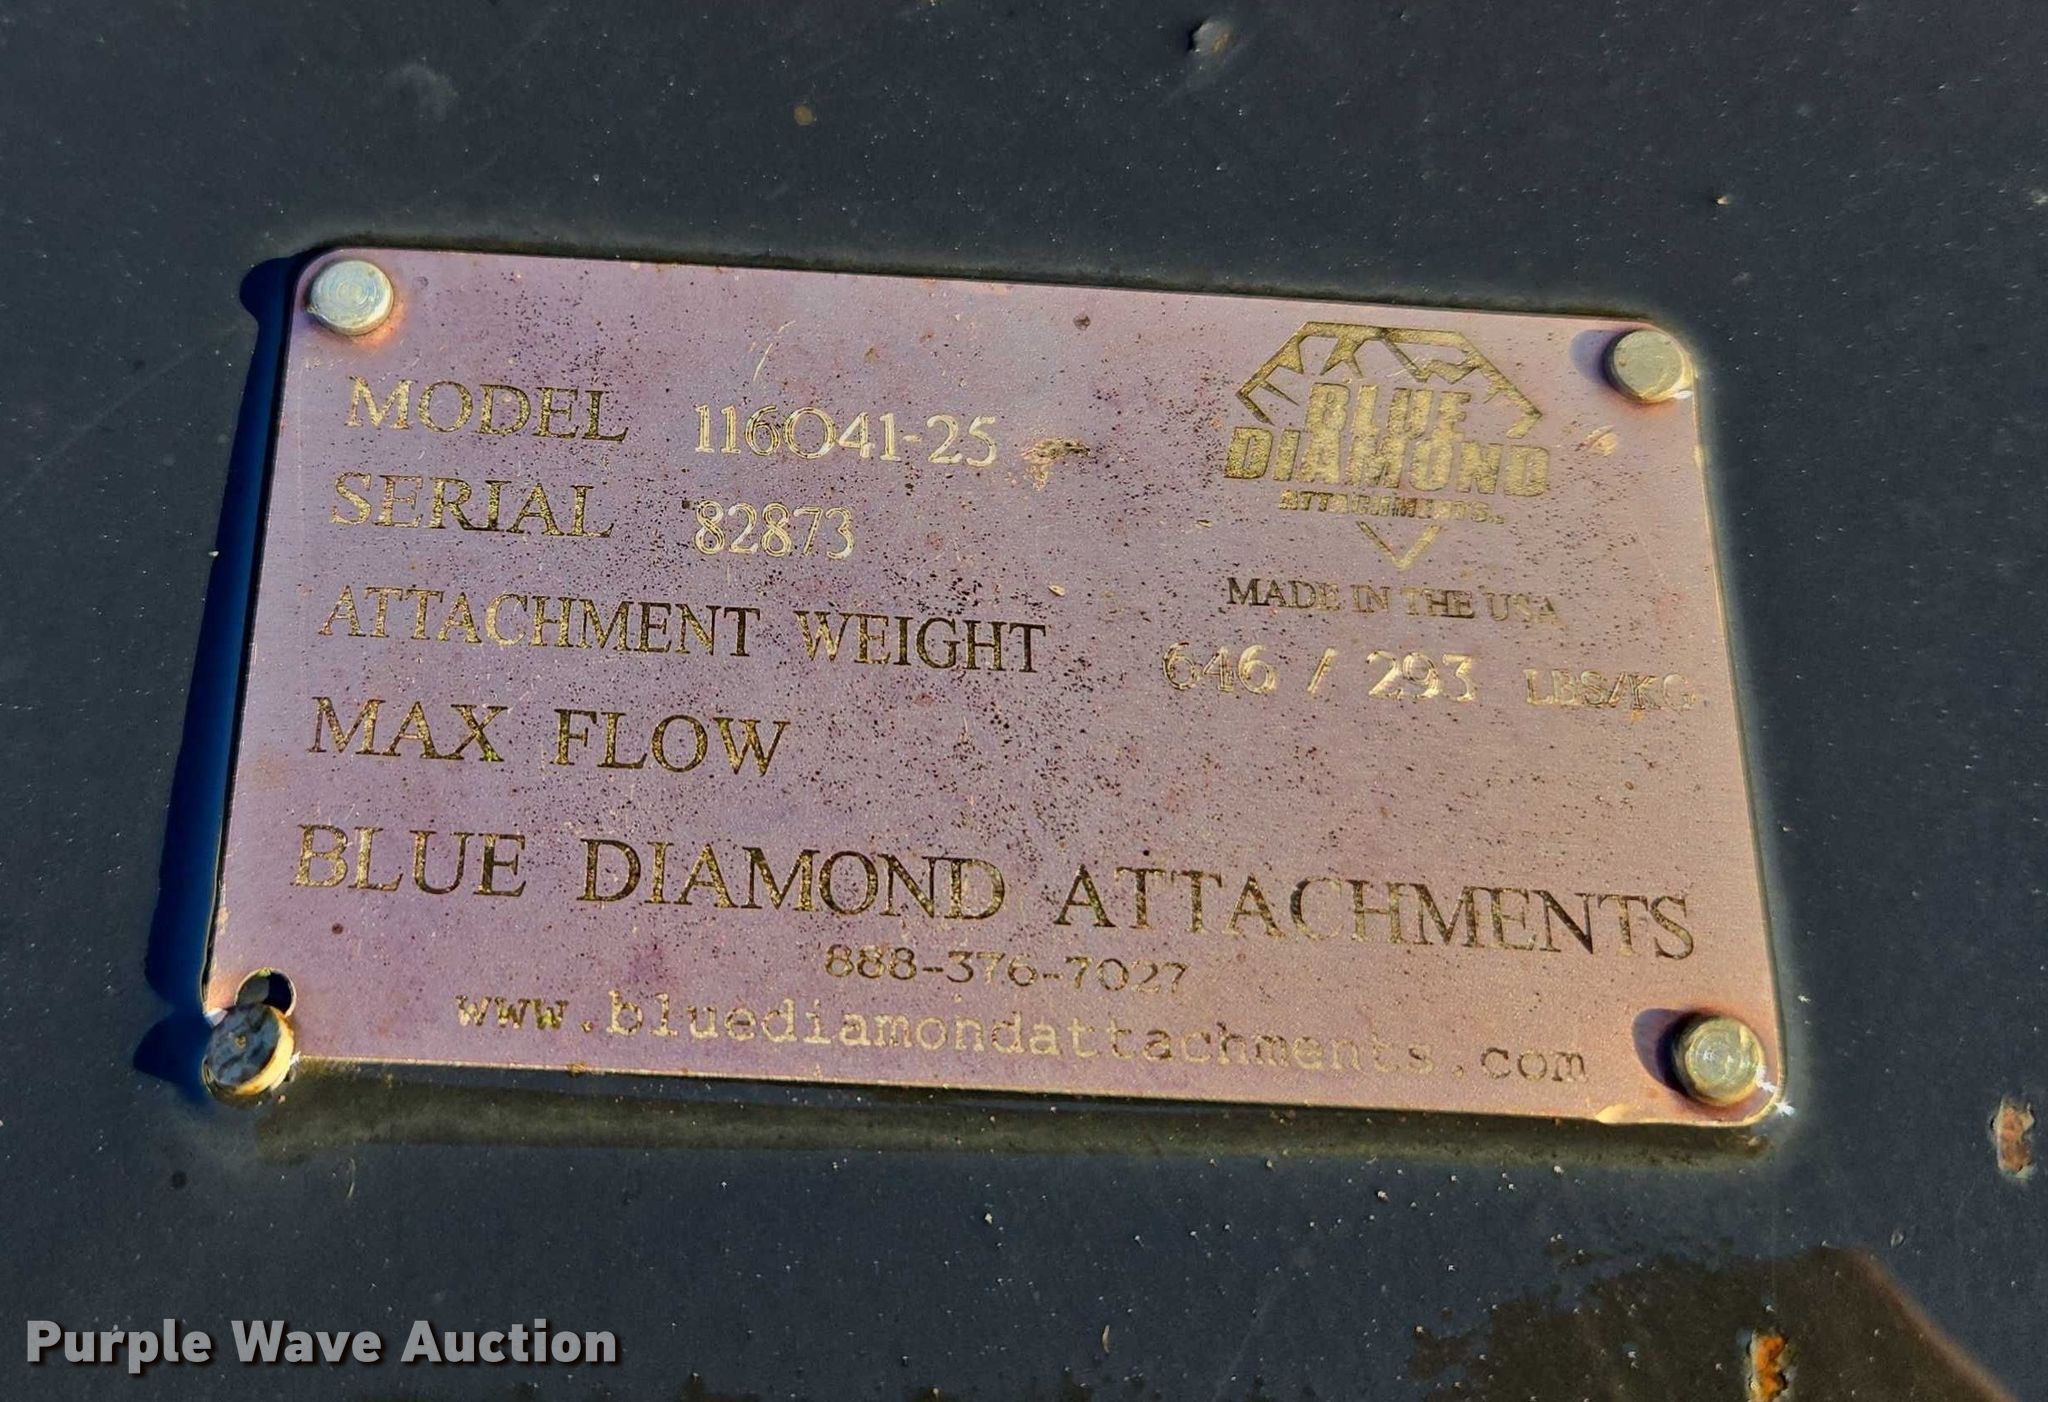 BLUE
DIAMOND
ATTACHMENTS
MADE IN THE USA
MODEL 116041-25
SERIAL 82873
ATTACHMENT WEIGHT 646 / 293 LBS/KG
MAX FLOW
BLUE DIAMOND ATTACHMENTS
888-376-7027
www.bluediamondattachments.com
Purple Wave Auction